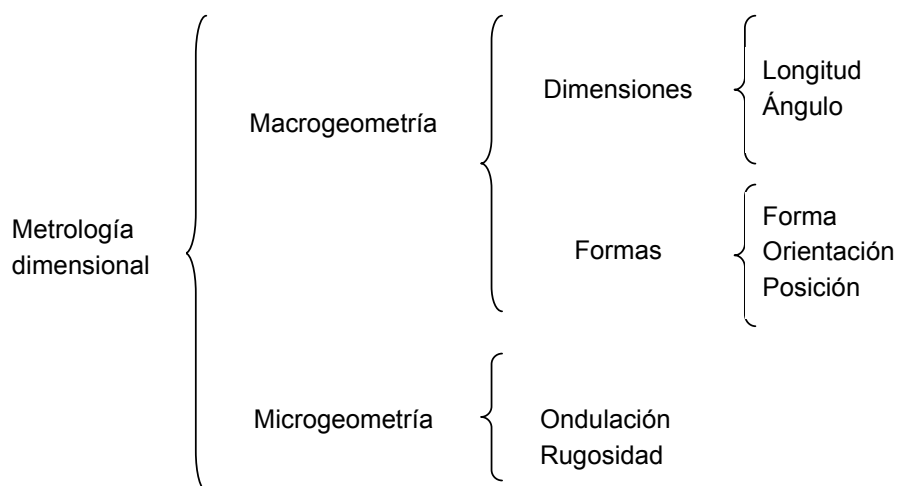 Metrología
dimensional
Macrogeometría
Dimensiones
Longitud
Ángulo
Formas
Forma
Orientación
Posición
Microgeometría
Ondulación
Rugosidad